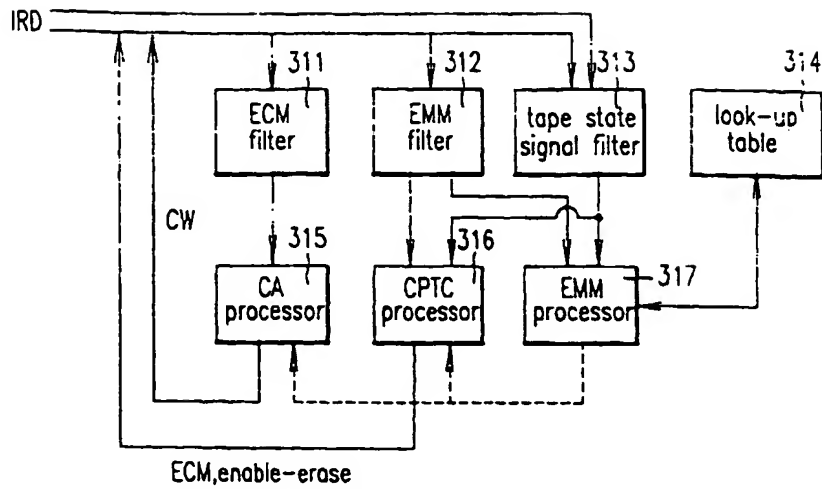 IRD
311
312
313
314
ECM
filter
EMM
filter
tape state
signal filter
look-up
table
CW
315
316
317
CA
processor
CPTC
processor
EMM
processor
ECM,enable-erase